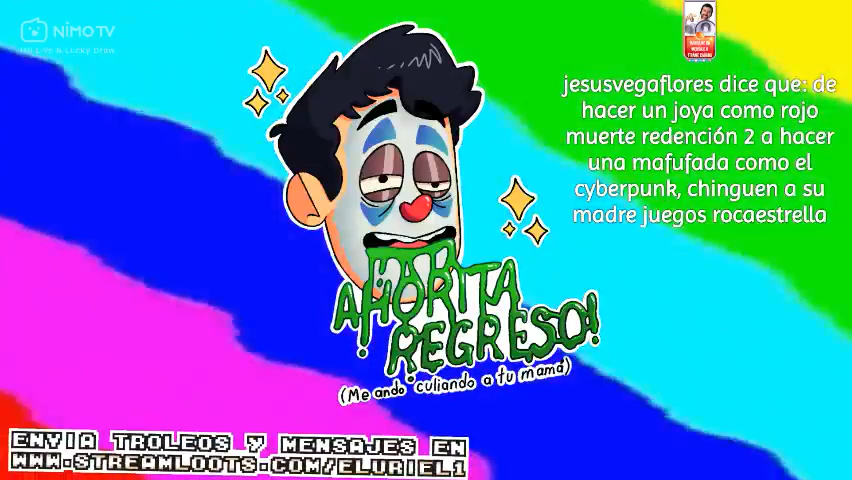 NIMO TV
jesusvegaflores dice que: de
hacer un joya como rojo
muerte redención 2 a hacer
una mafufada como el
cyberpunk, chinguen a su
madre juegos rocaestrella
¡AHORITA
REGRESO!
(Me ando culiando a tu mamá)
ENVIA TROLEOS Y MENSAJES EN
WWW.STREAMLOOTS.COM/ELURIEL1